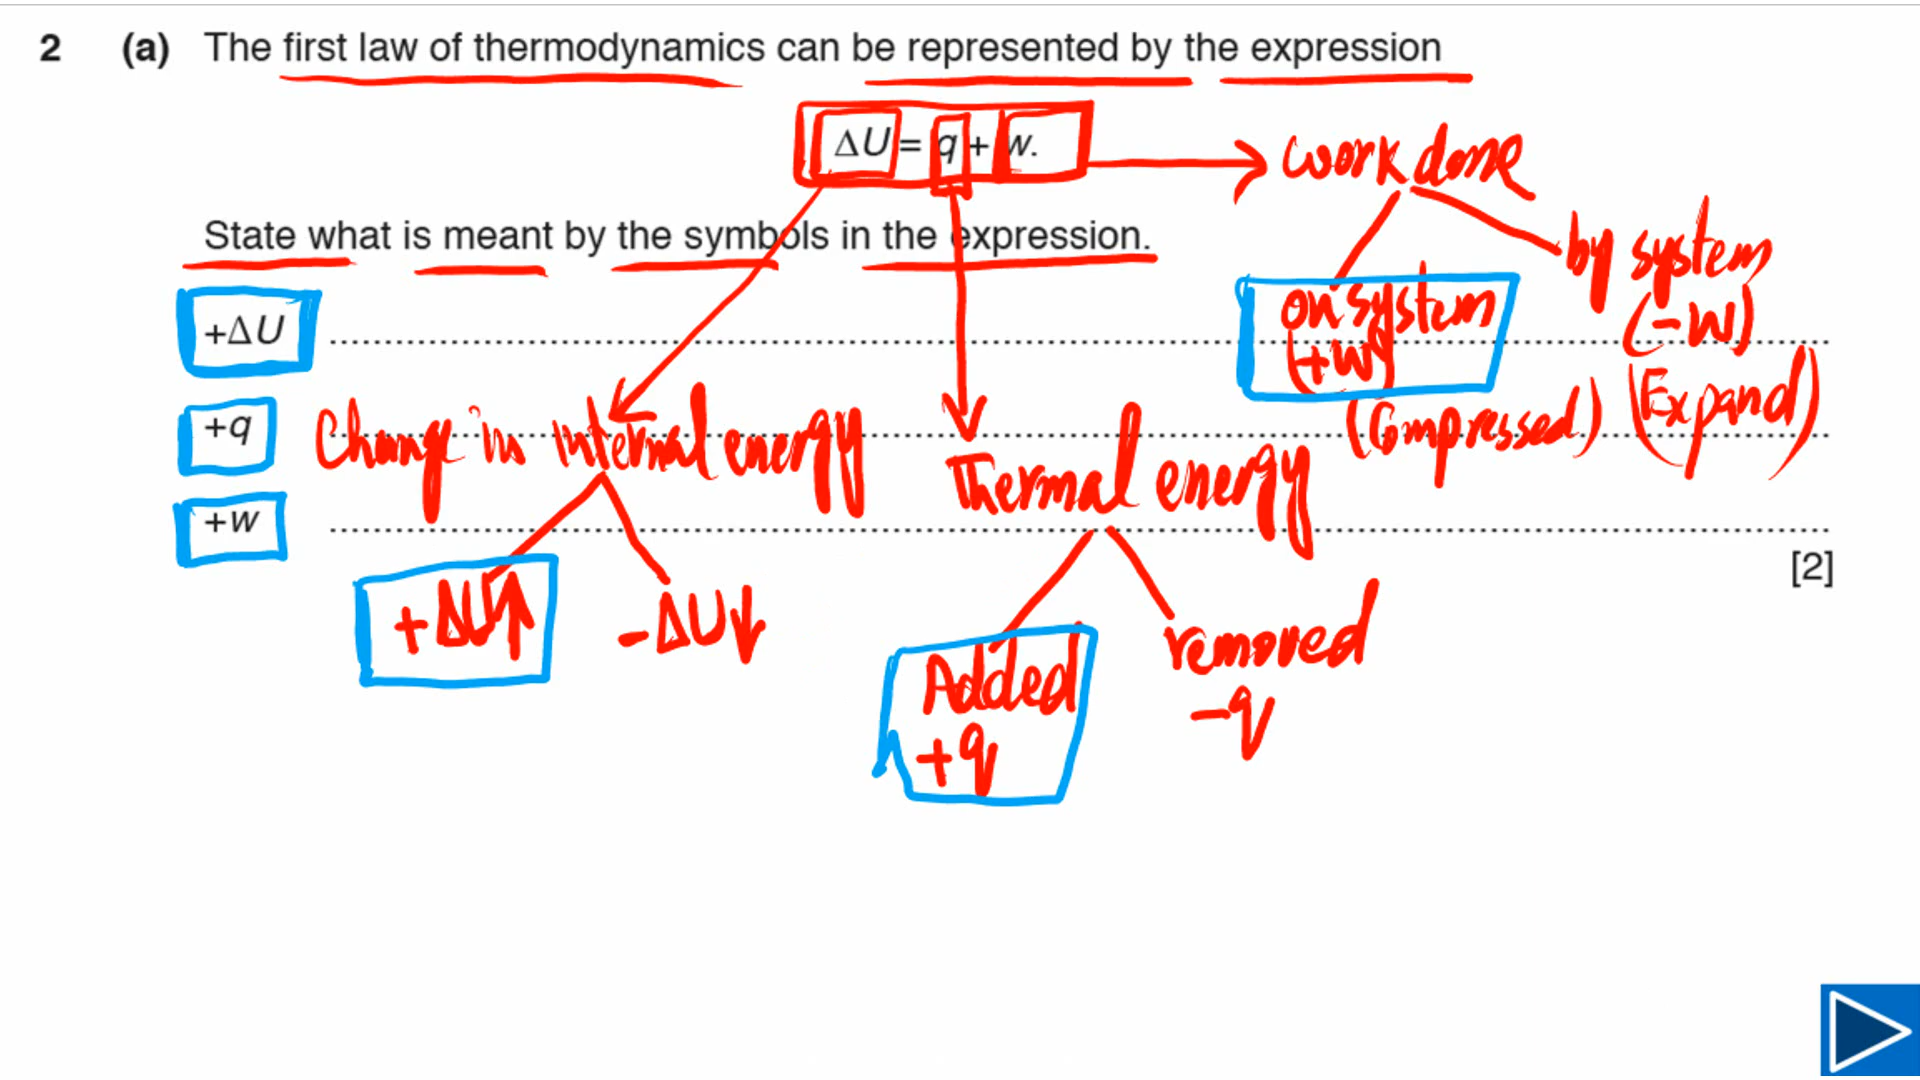 2 (a) The first law of thermodynamics can be represented by the expression
ΔU = q + w.
work done
State what is meant by the symbols in the expression.
by system
(-W)
(Expand)
on system
(+W)
(Compressed)
+ΔU
+q
Change in internal energy
Thermal energy
+w
[2]
+ΔU↑
-ΔU↓
Added
+q
removed
-q